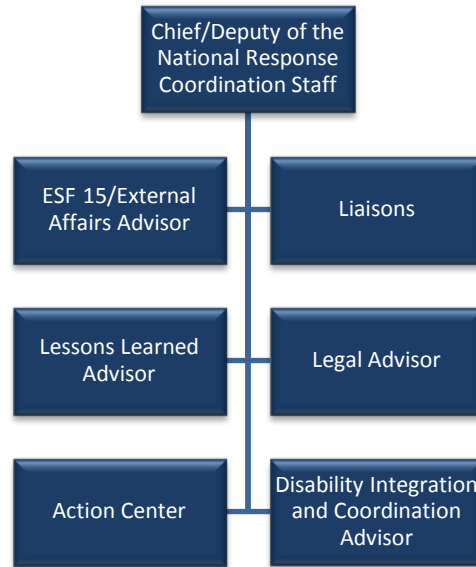 Chief/Deputy of the
National Response
Coordination Staff
ESF 15/External
Affairs Advisor
Liaisons
Lessons Learned
Advisor
Legal Advisor
Action Center
Disability Integration
and Coordination
Advisor